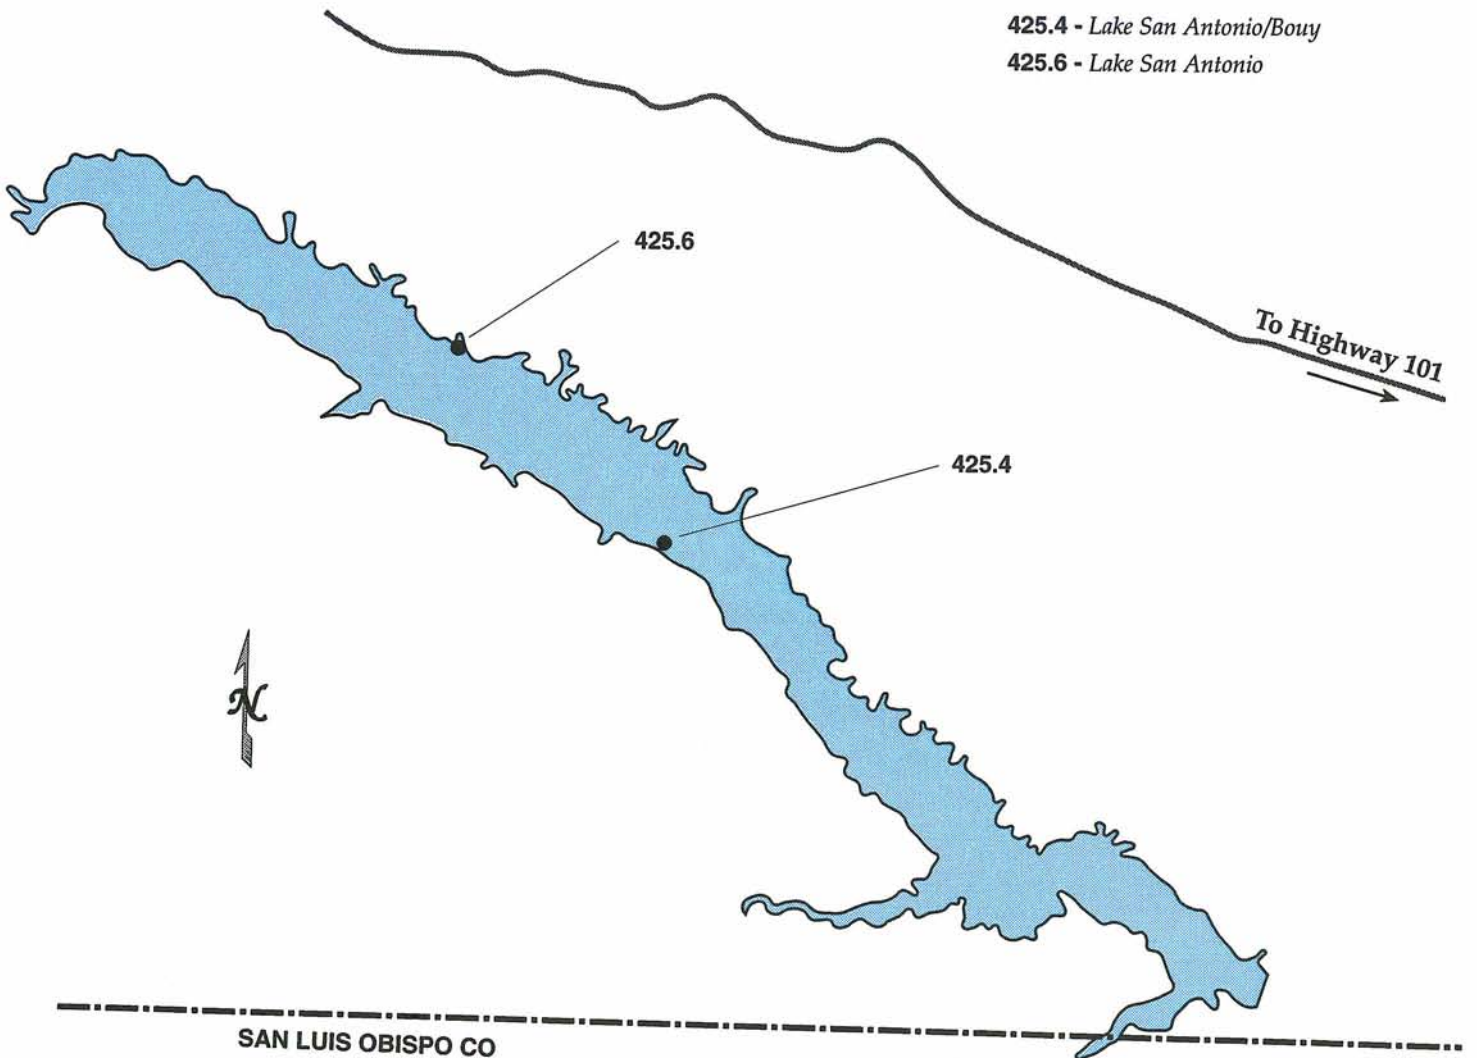 425.4 - Lake San Antonio/Bouy
425.6 - Lake San Antonio
425.6
To Highway 101
425.4
N
SAN LUIS OBISPO CO